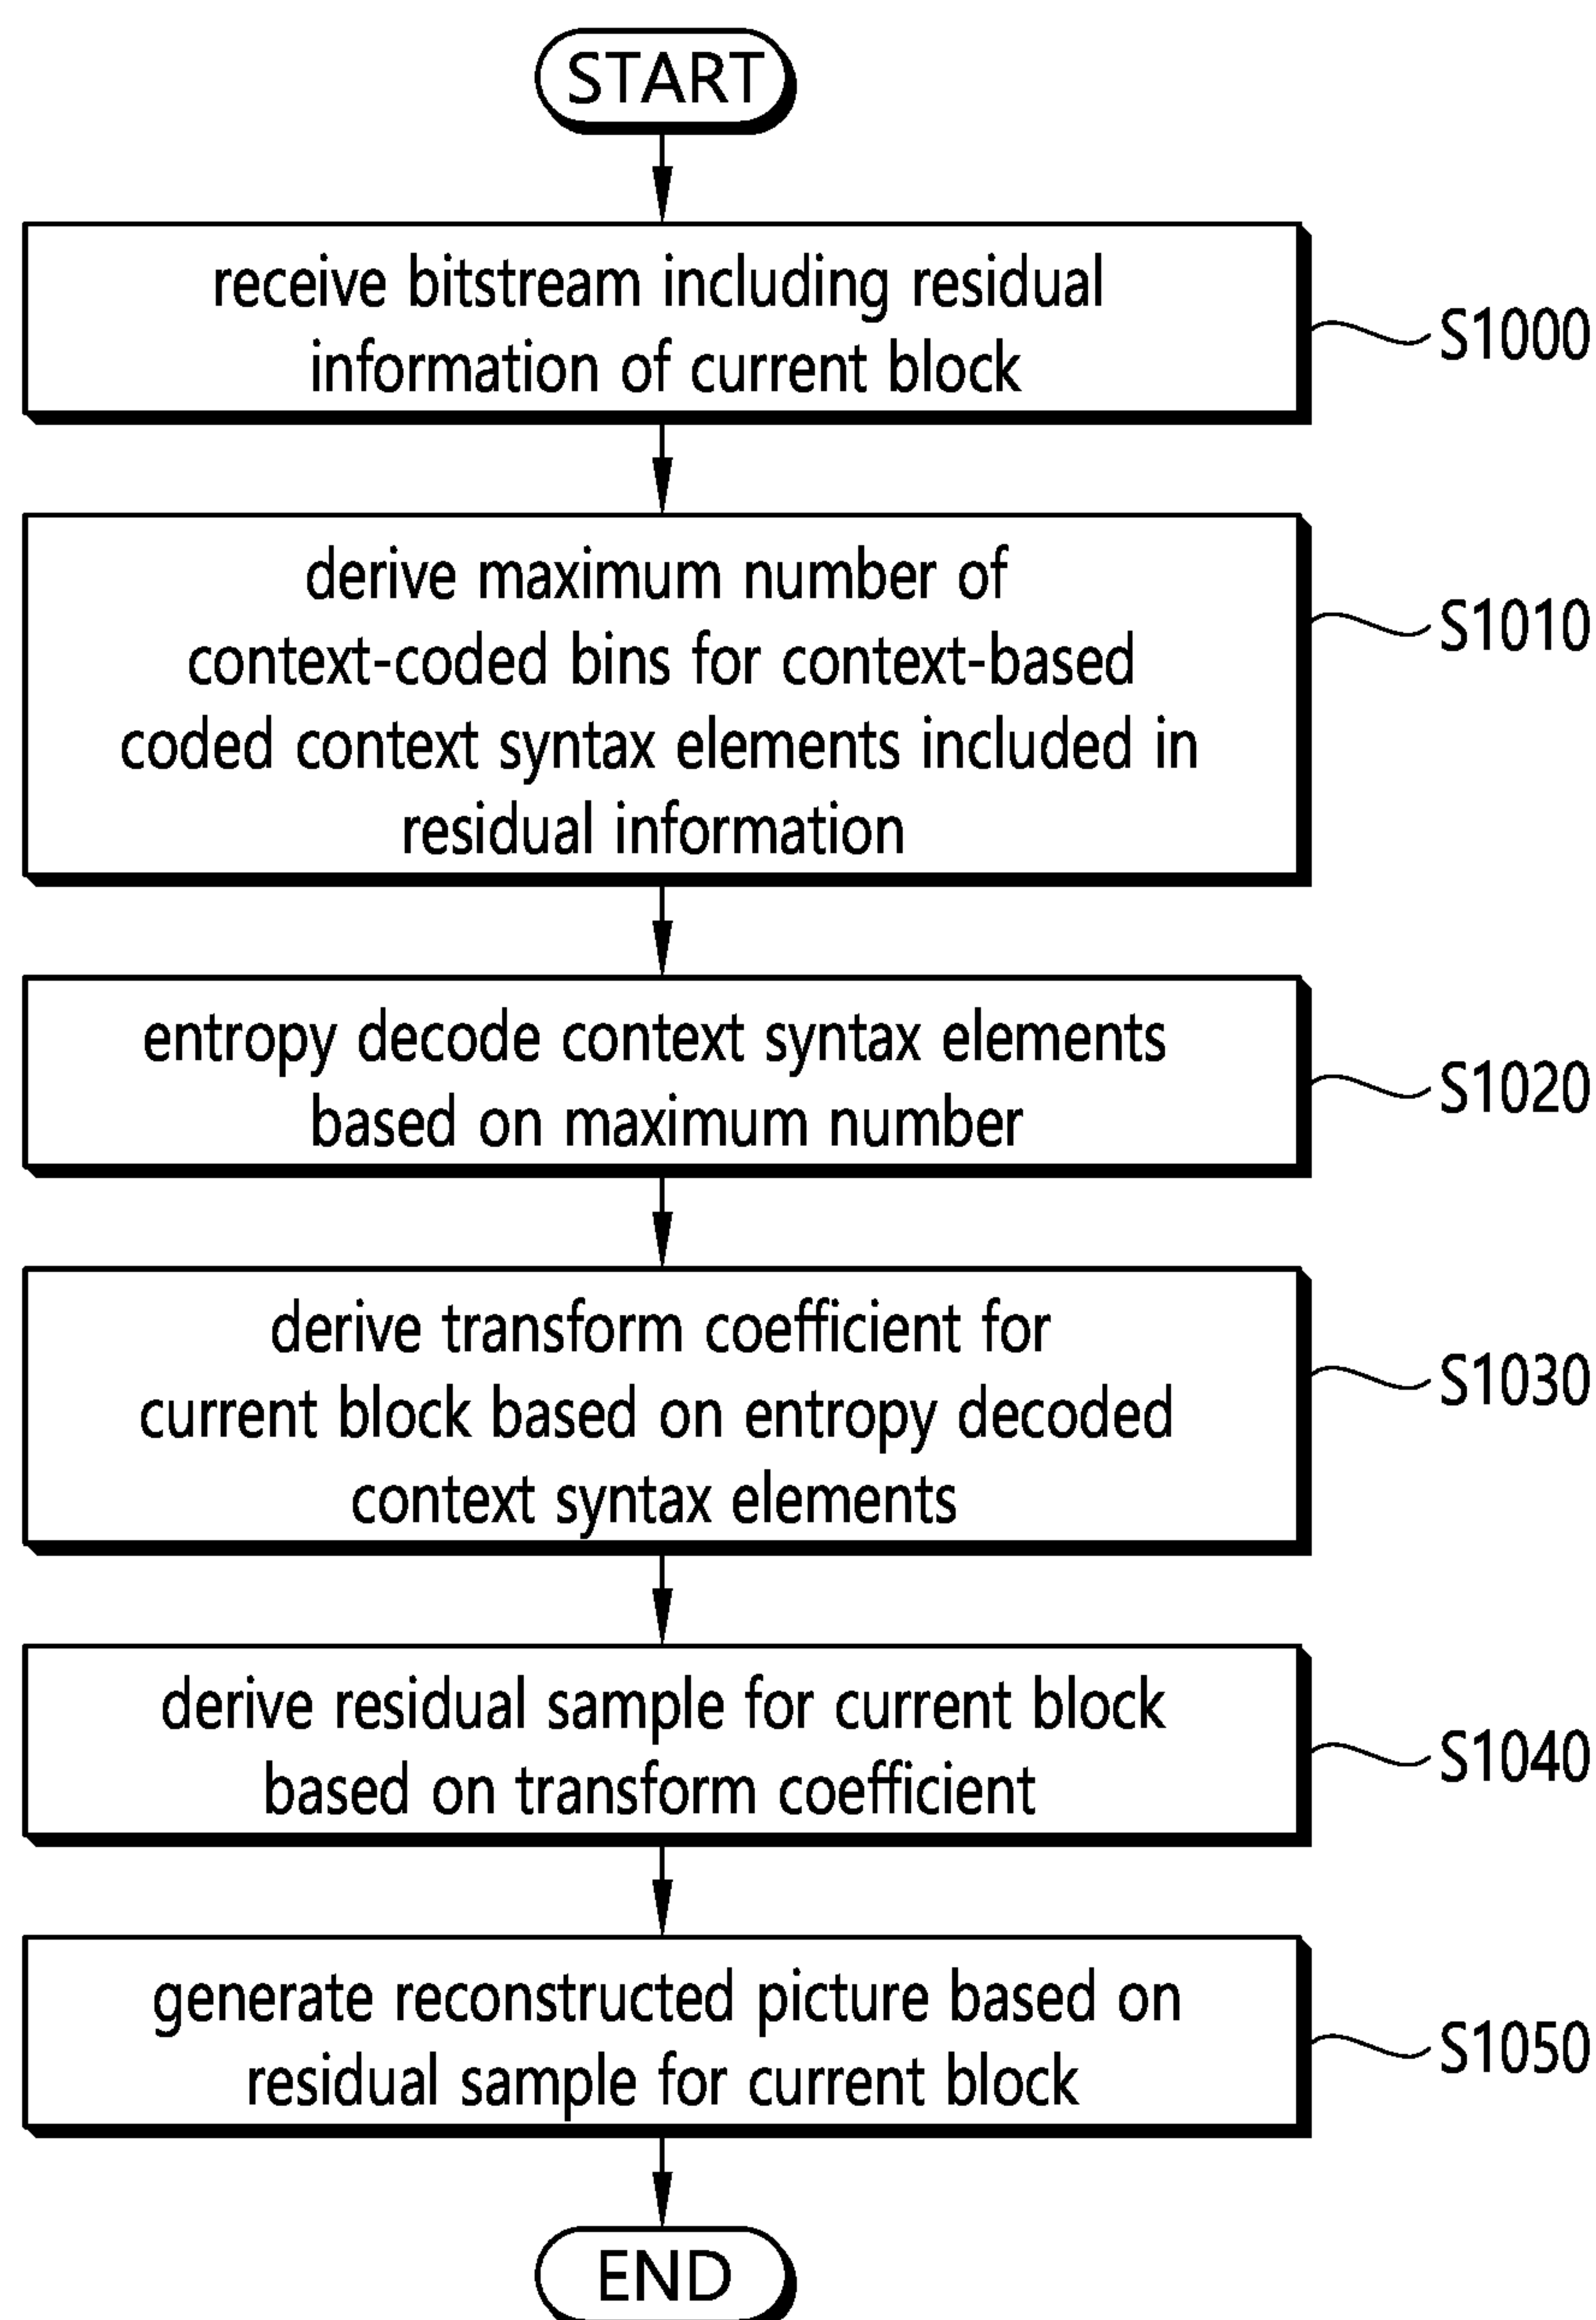 START
receive bitstream including residual
information of current block
S1000
derive maximum number of
context-coded bins for context-based
coded context syntax elements included in
residual information
S1010
entropy decode context syntax elements
based on maximum number
S1020
derive transform coefficient for
current block based on entropy decoded
context syntax elements
S1030
derive residual sample for current block
based on transform coefficient
S1040
generate reconstructed picture based on
residual sample for current block
S1050
END